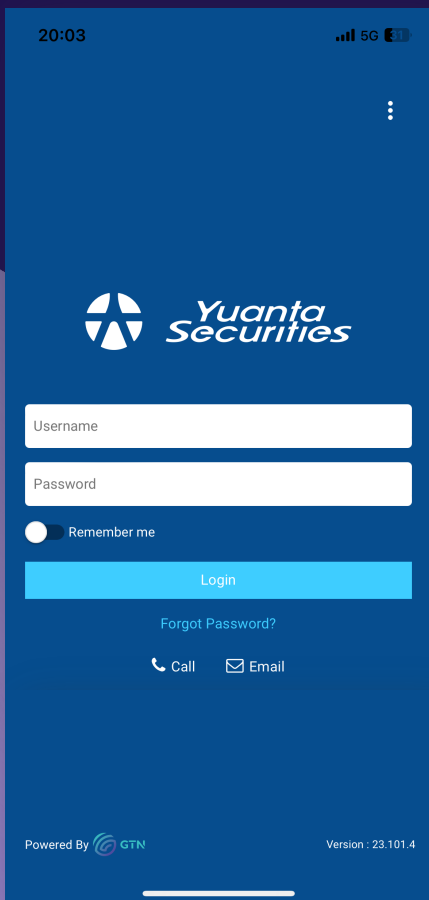 20:03
5G 31
Yuanta
Securities
Username
Password
Remember me
Login
Forgot Password?
Call Email
Powered By GTN Version : 23.101.4